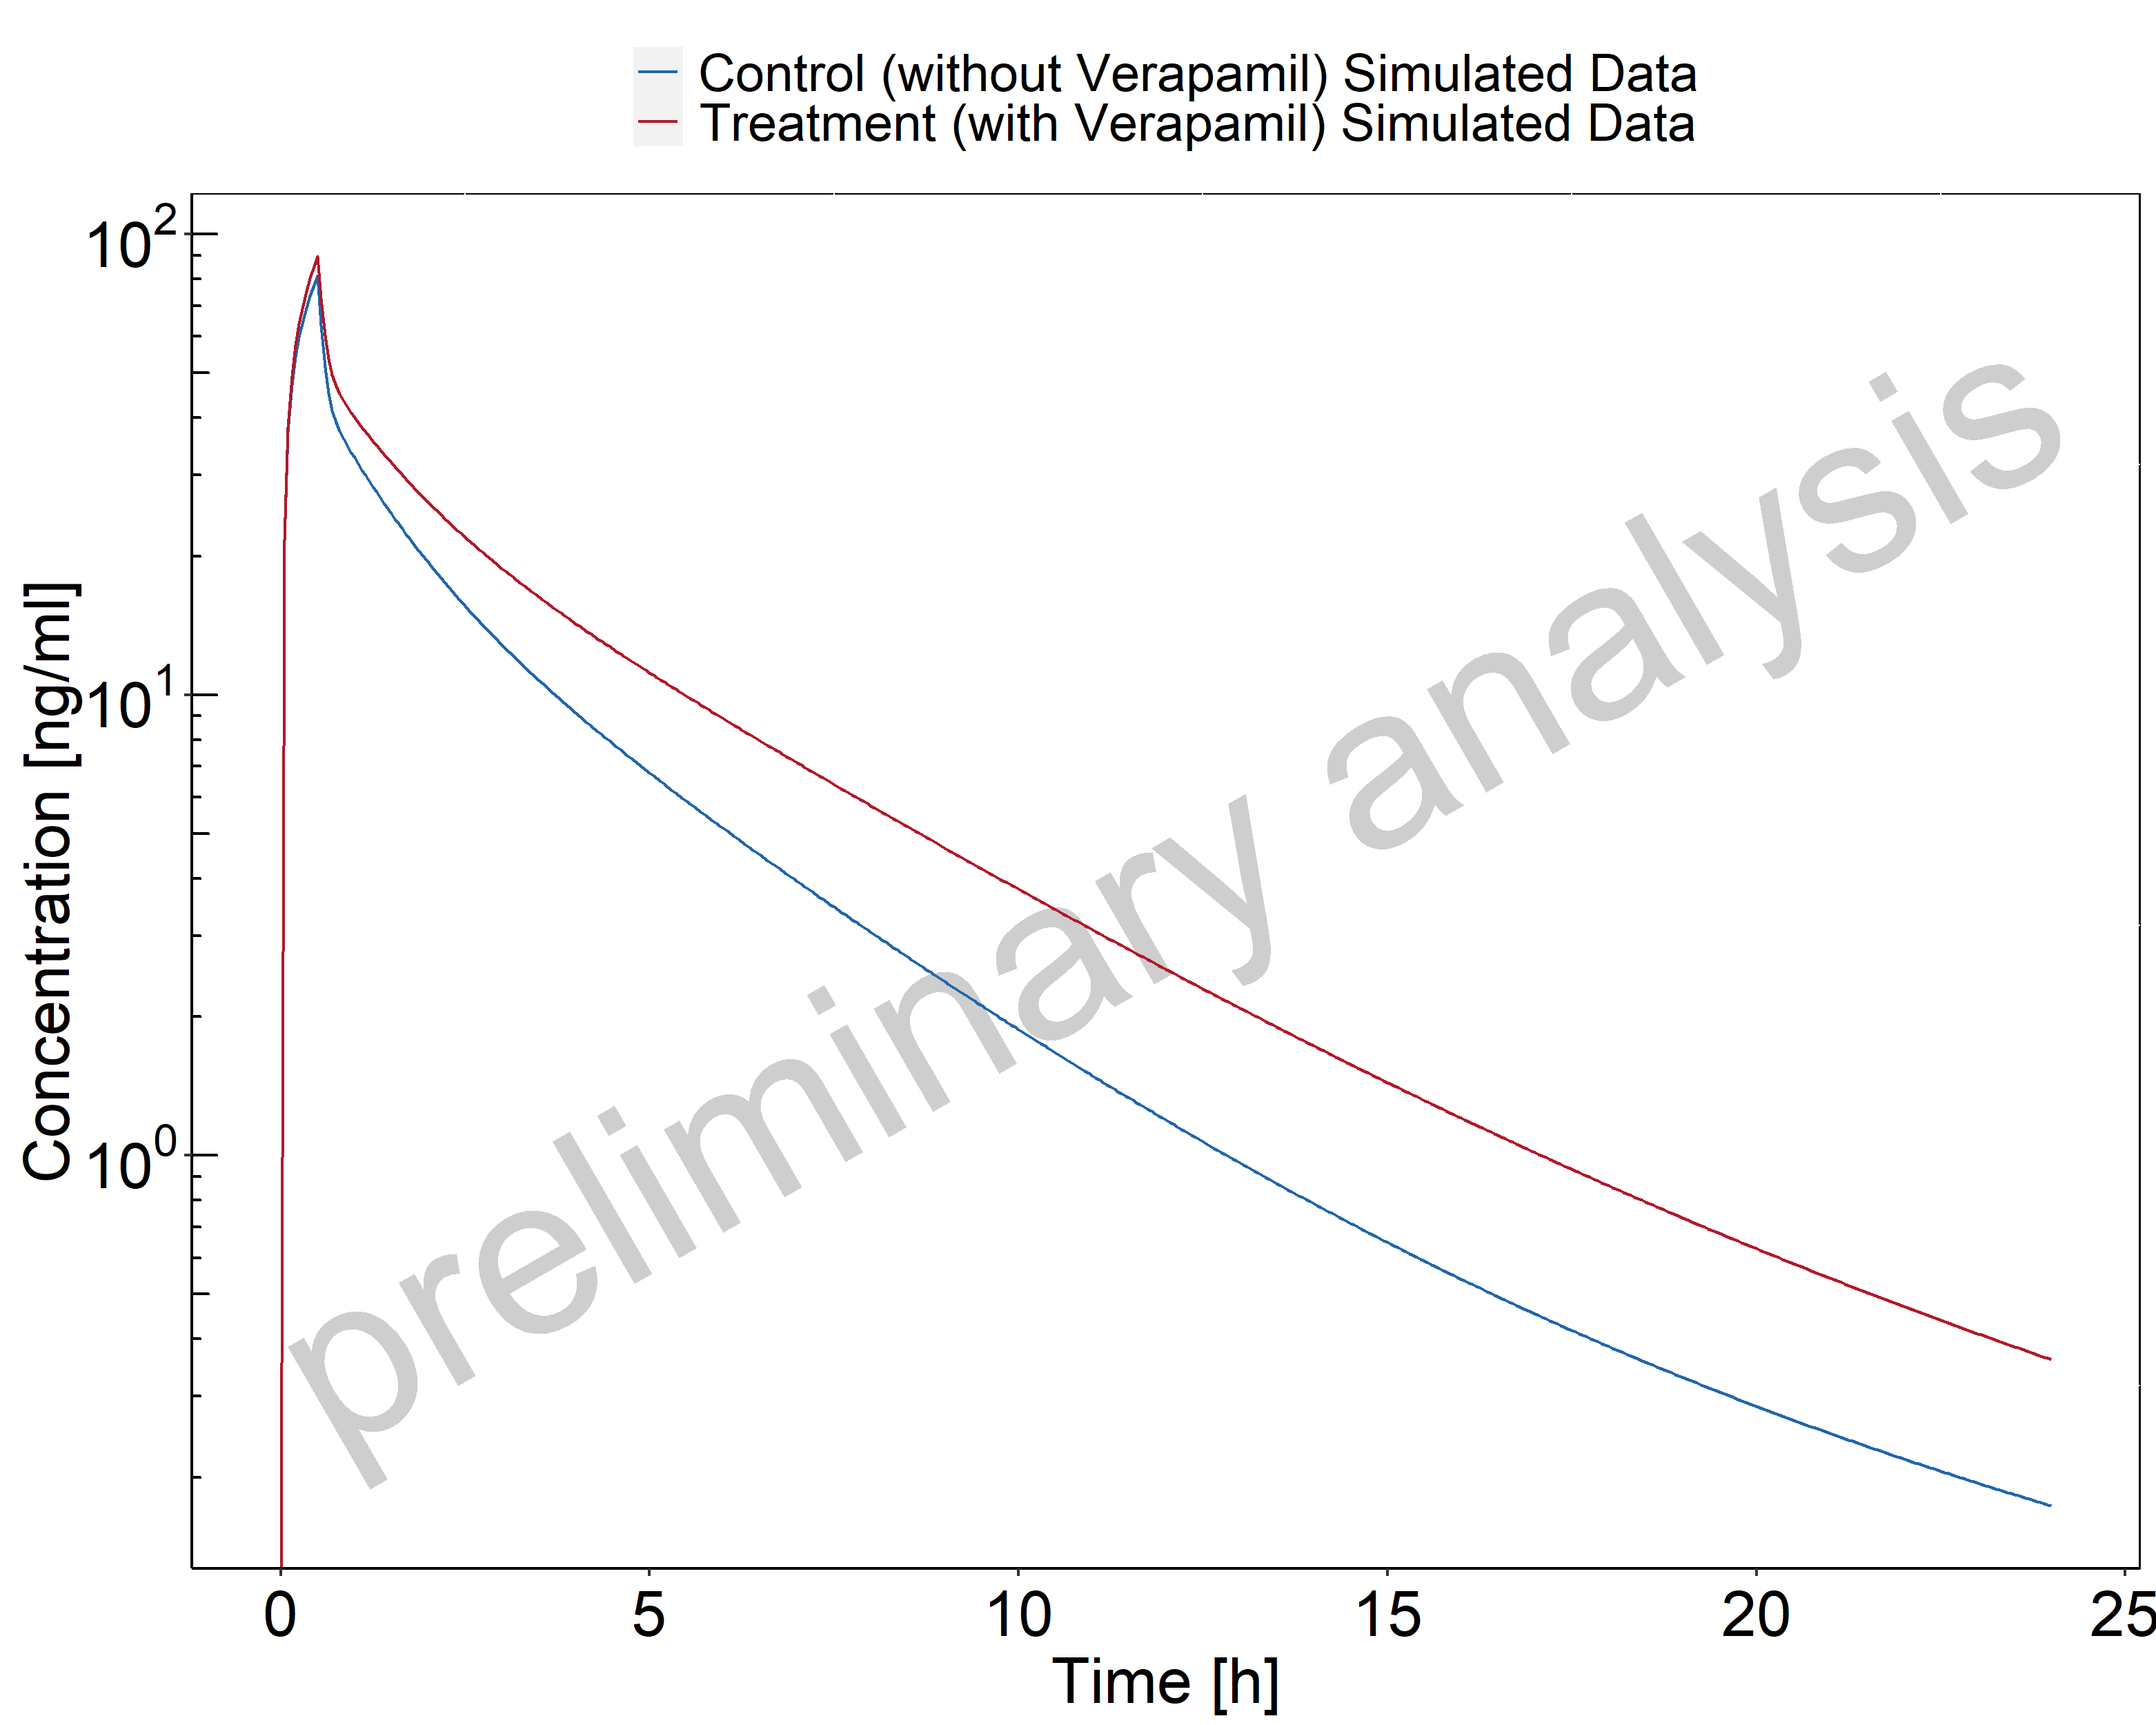 Control (without Verapamil) Simulated Data
Treatment (with Verapamil) Simulated Data
10²
10¹
10⁰
Concentration [ng/ml]
preliminary analysis
0 5 10 15 20 25
Time [h]